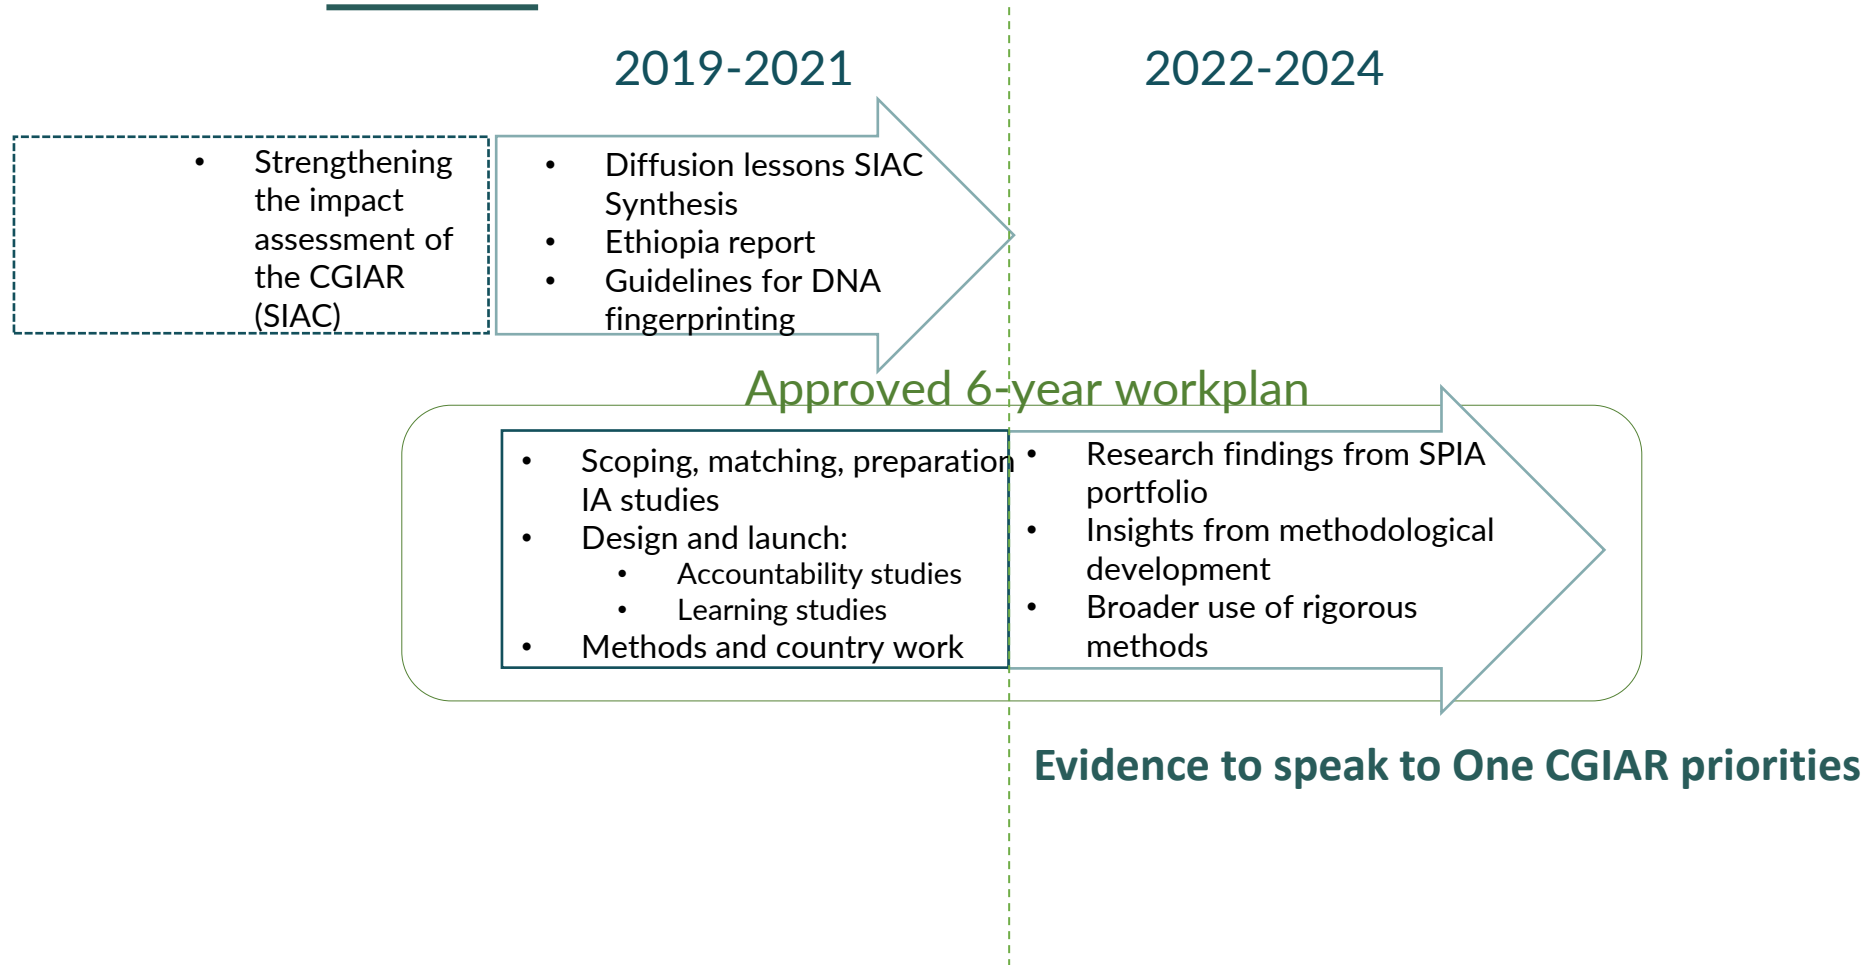 2019-2021
2022-2024
• Strengthening
the impact
assessment of
the CGIAR
(SIAC)
• Diffusion lessons SIAC
Synthesis
• Ethiopia report
• Guidelines for DNA
fingerprinting
Approved 6-year workplan
• Scoping, matching, preparation
IA studies
• Design and launch:
• Accountability studies
• Learning studies
• Methods and country work
• Research findings from SPIA
portfolio
• Insights from methodological
development
• Broader use of rigorous
methods
Evidence to speak to One CGIAR priorities